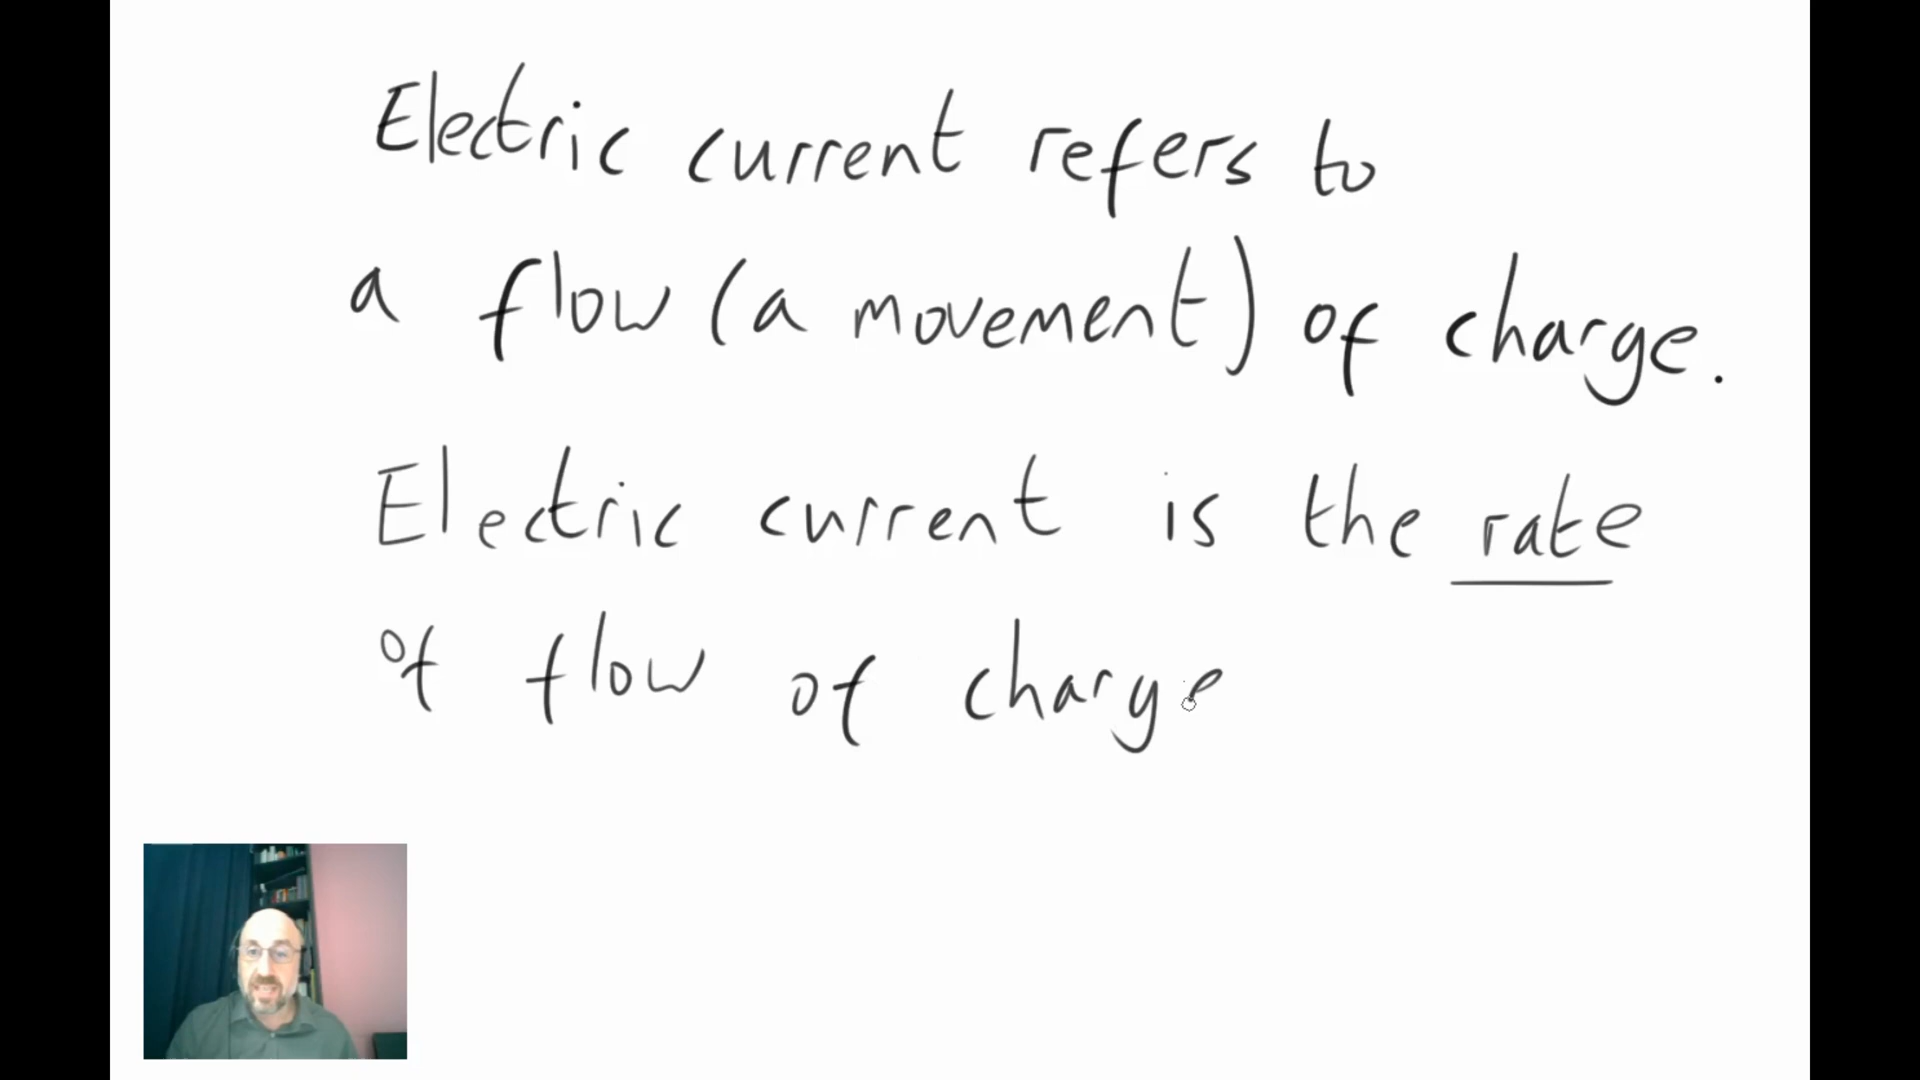 Electric current refers to
a flow (a movement) of charge.
Electric current is the rate
of flow of charge